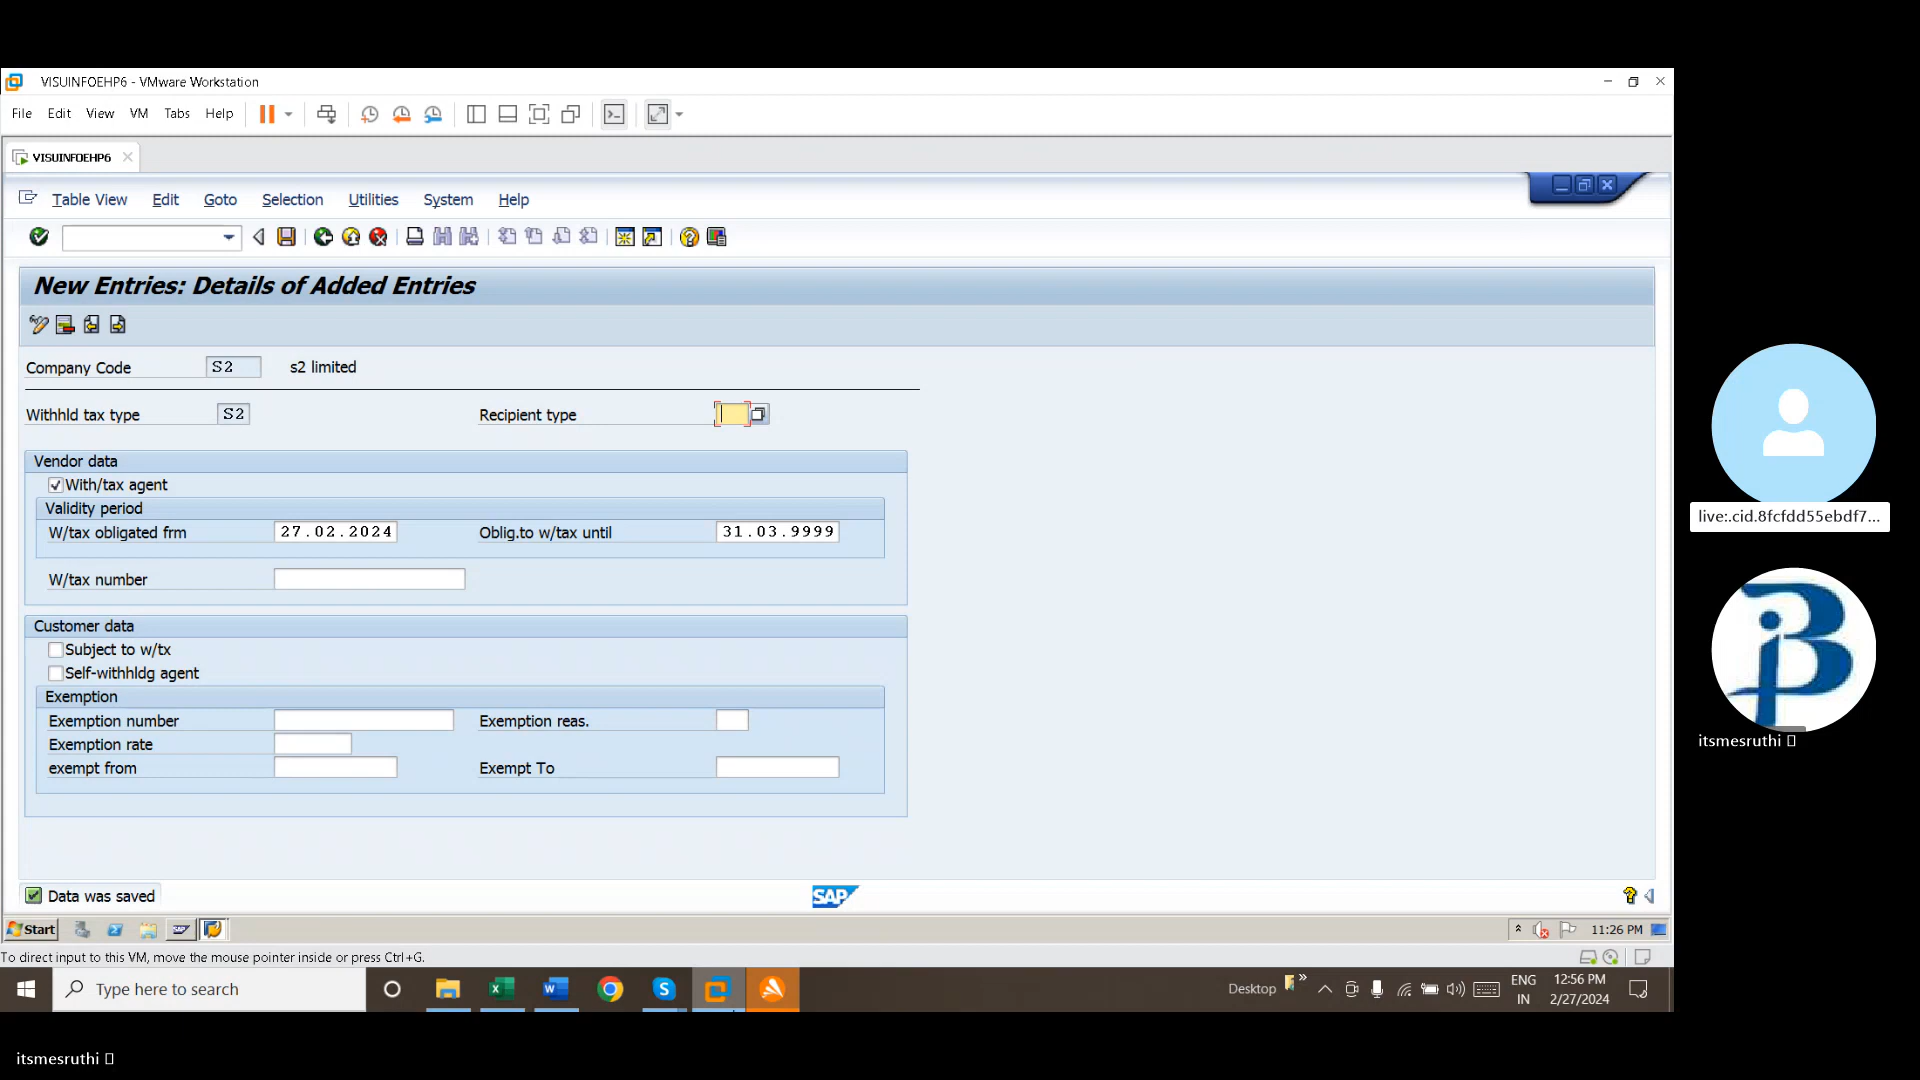 VISUINFOEHP6 - VMware Workstation
File Edit View VM Tabs Help
VISUINFOEHP6
Table View Edit Goto Selection Utilities System Help
New Entries: Details of Added Entries
Company Code S2 s2 limited
Withhld tax type S2 Recipient type
Vendor data
With/tax agent
Validity period
W/tax obligated frm 27.02.2024 Oblig.to w/tax until 31.03.9999
W/tax number
Customer data
Subject to w/tx
Self-withhldg agent
Exemption
Exemption number Exemption reas.
Exemption rate
exempt from Exempt To
Data was saved
SAP
Start
11:26 PM
To direct input to this VM, move the mouse pointer inside or press Ctrl+G.
Type here to search
Desktop
ENG
IN
12:56 PM
2/27/2024
live:.cid.8fcfdd55ebdf7...
itsmesruthi
itsmesruthi